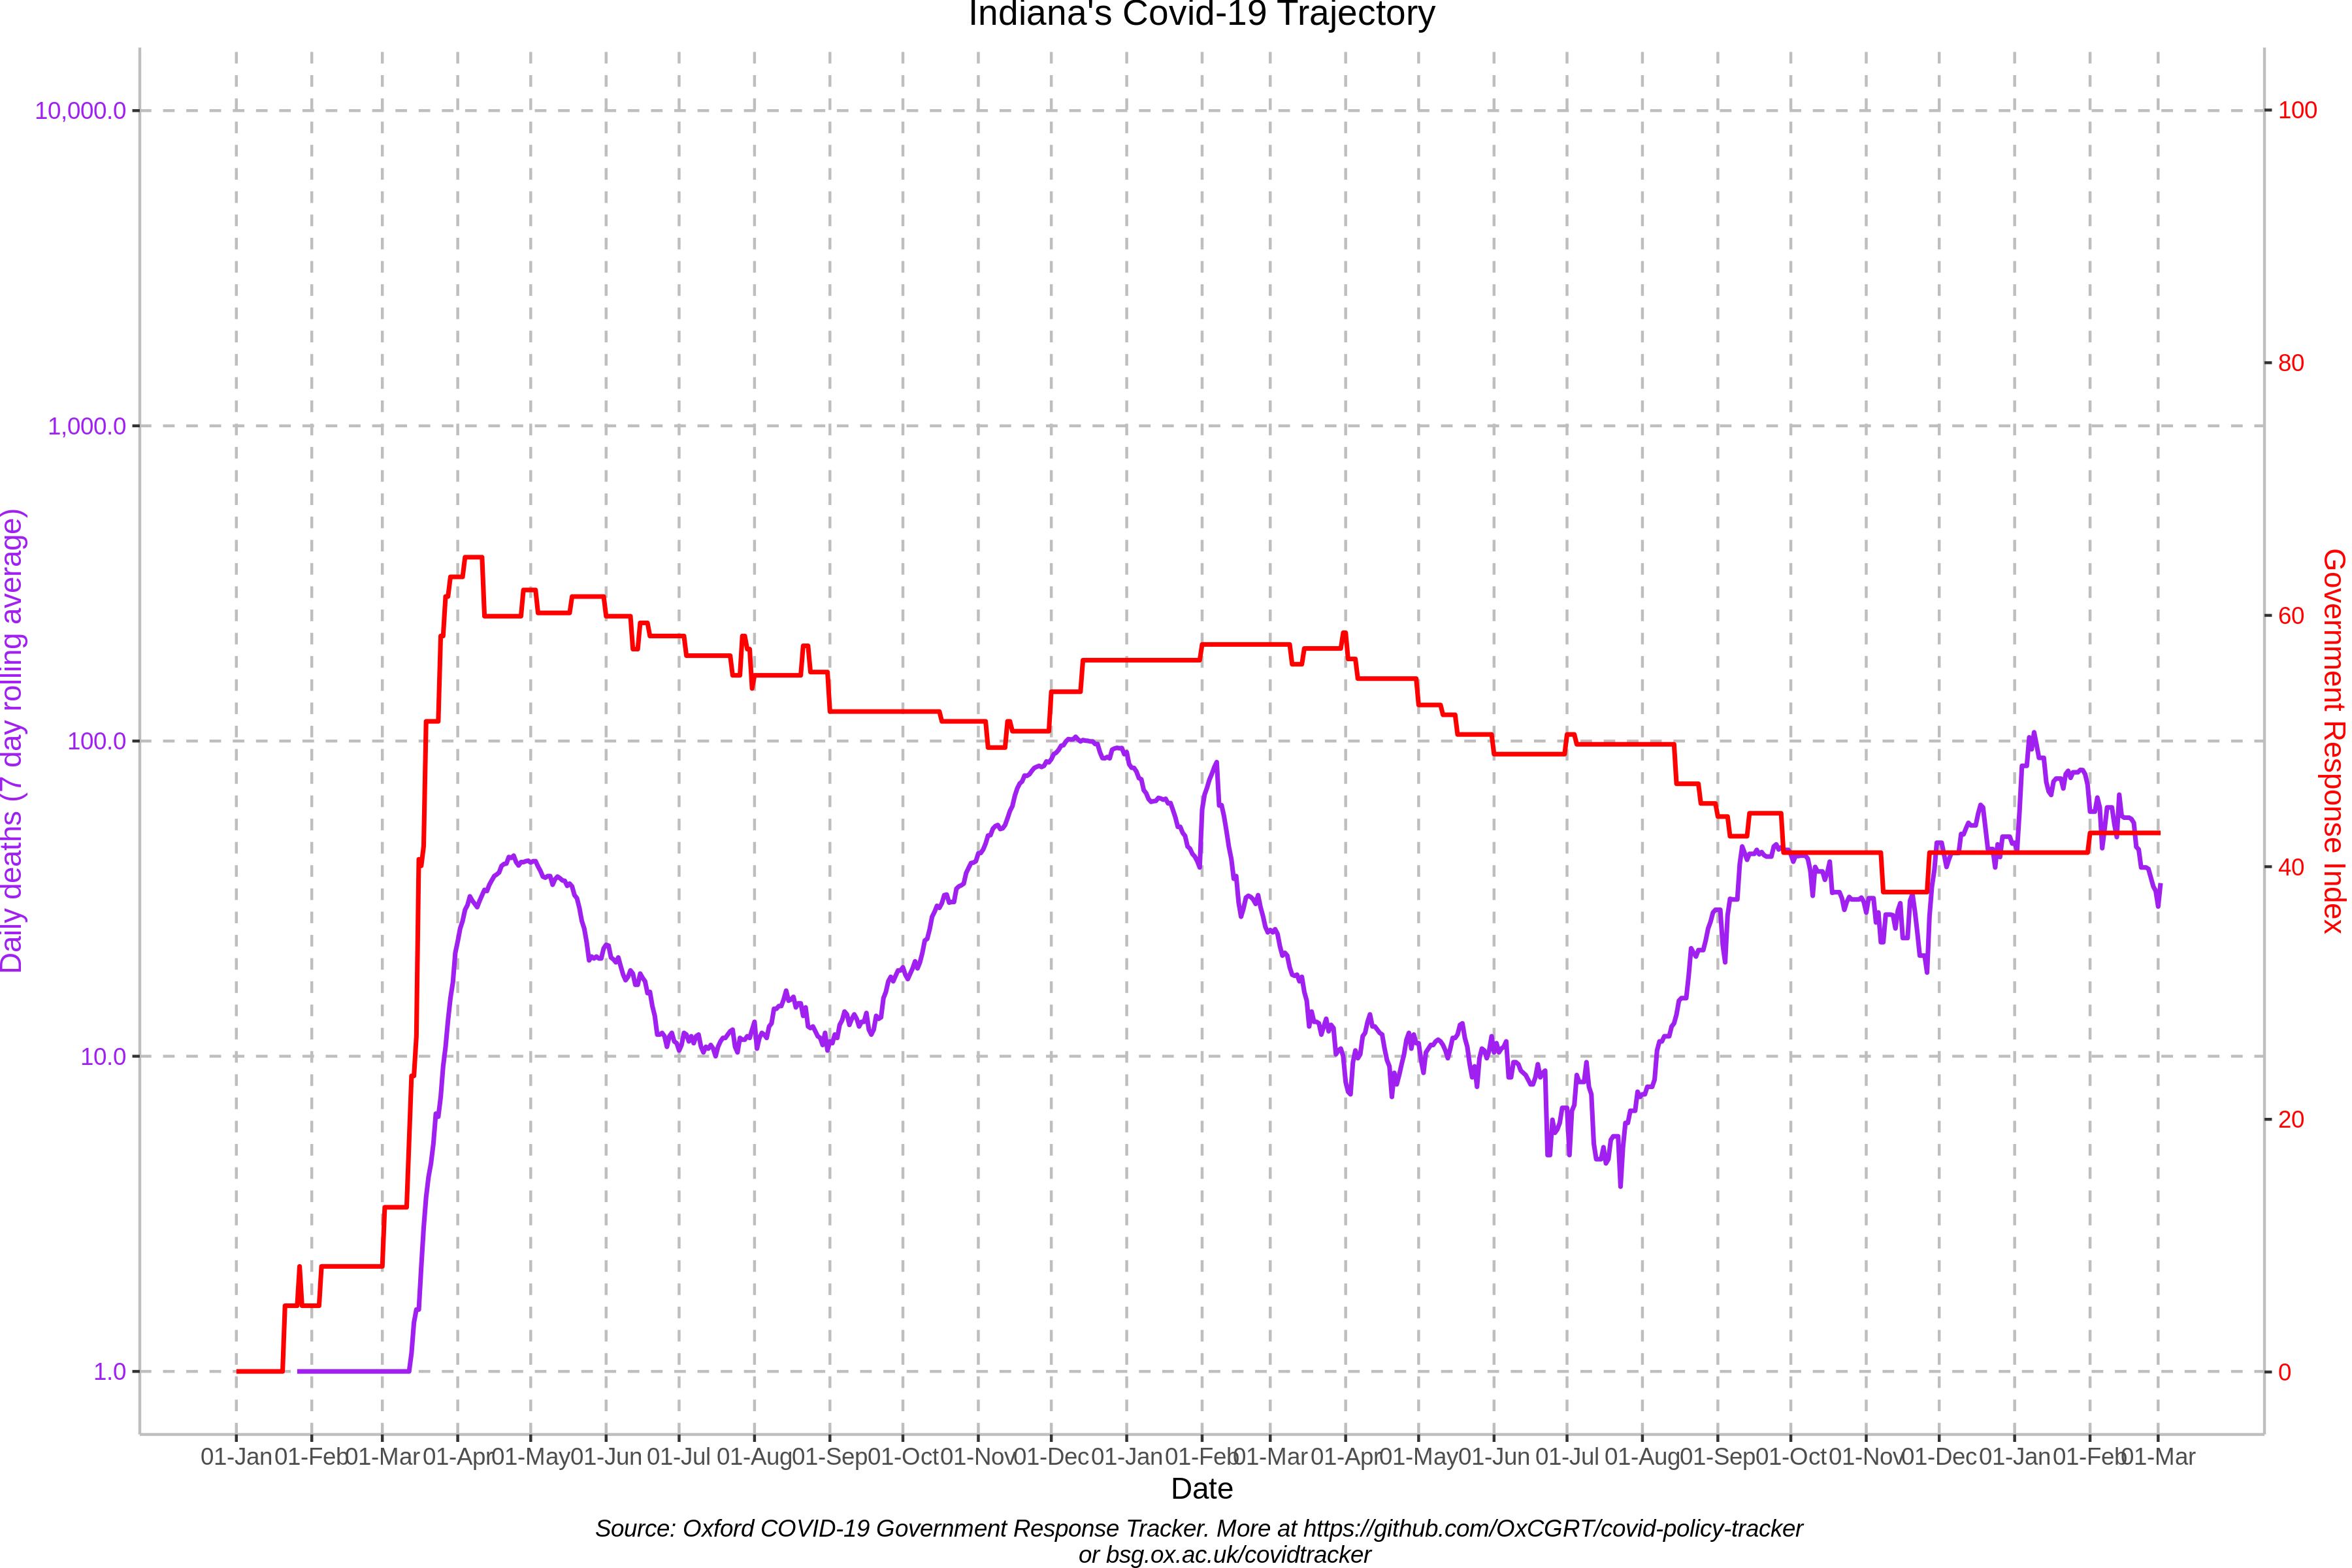 Indiana's Covid-19 Trajectory
10,000.0
1,000.0
100.0
10.0
1.0
Daily deaths (7 day rolling average)
100
80
60
40
20
0
Government Response Index
01-Jan 01-Feb 01-Mar 01-Apr 01-May 01-Jun 01-Jul 01-Aug 01-Sep 01-Oct 01-Nov 01-Dec 01-Jan 01-Feb 01-Mar 01-Apr 01-May 01-Jun 01-Jul 01-Aug 01-Sep 01-Oct 01-Nov 01-Dec 01-Jan 01-Feb 01-Mar
Date
Source: Oxford COVID-19 Government Response Tracker. More at https://github.com/OxCGRT/covid-policy-tracker
or bsg.ox.ac.uk/covidtracker